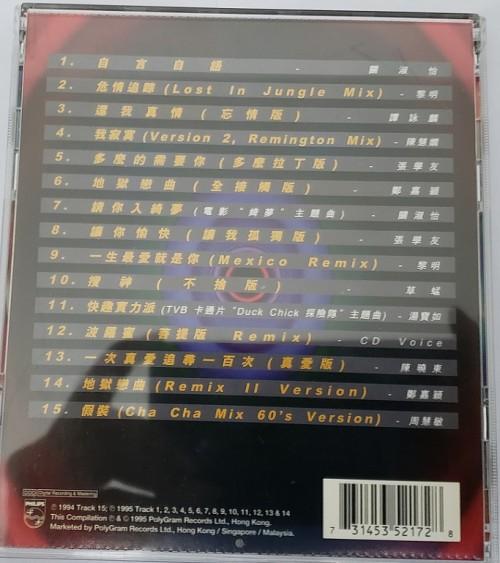 1. 自言自語 - 關淑怡
2. 危情追蹤 (Lost In Jungle Mix) - 黎明
3. 還我真情 (忘情版) - 譚詠麟
4. 我寂寞 (Version 2, Remington Mix) - 陳慧嫻
5. 多麼的需要你 (多摩拉丁版) - 張學友
6. 地獄戀曲 (全接觸版) - 鄭嘉穎
7. 請你入綺夢 (電影"綺夢"主題曲) - 關淑怡
8. 讓你愉快 (讓我孤獨版) - 張學友
9. 一生最愛就是你 (Mexico Remix) - 黎明
10. 搜神 (不搶版) - 草蜢
11. 快趣賣力派 (TVB 卡通片 "Duck Chick 探險隊" 主題曲) - 湯寶如
12. 波羅蜜 (菩提版 Remix) - CD Voice
13. 一次真愛追尋一百次 (真愛版) - 陳曉東
14. 地獄戀曲 (Remix II Version) - 鄭嘉穎
15. 假裝 (Cha Cha Mix 60's Version) - 周慧敏
DDD Digital Recording & Mastering
PHILIPS
℗ 1994 Track 15; ℗ 1995 Track 1, 2, 3, 4, 5, 6, 7, 8, 9, 10, 11, 12, 13 & 14
This Compilation ℗ & © 1995 PolyGram Records Ltd., Hong Kong.
Marketed by PolyGram Records Ltd., Hong Kong / Singapore / Malaysia.
7 31453 52172 8